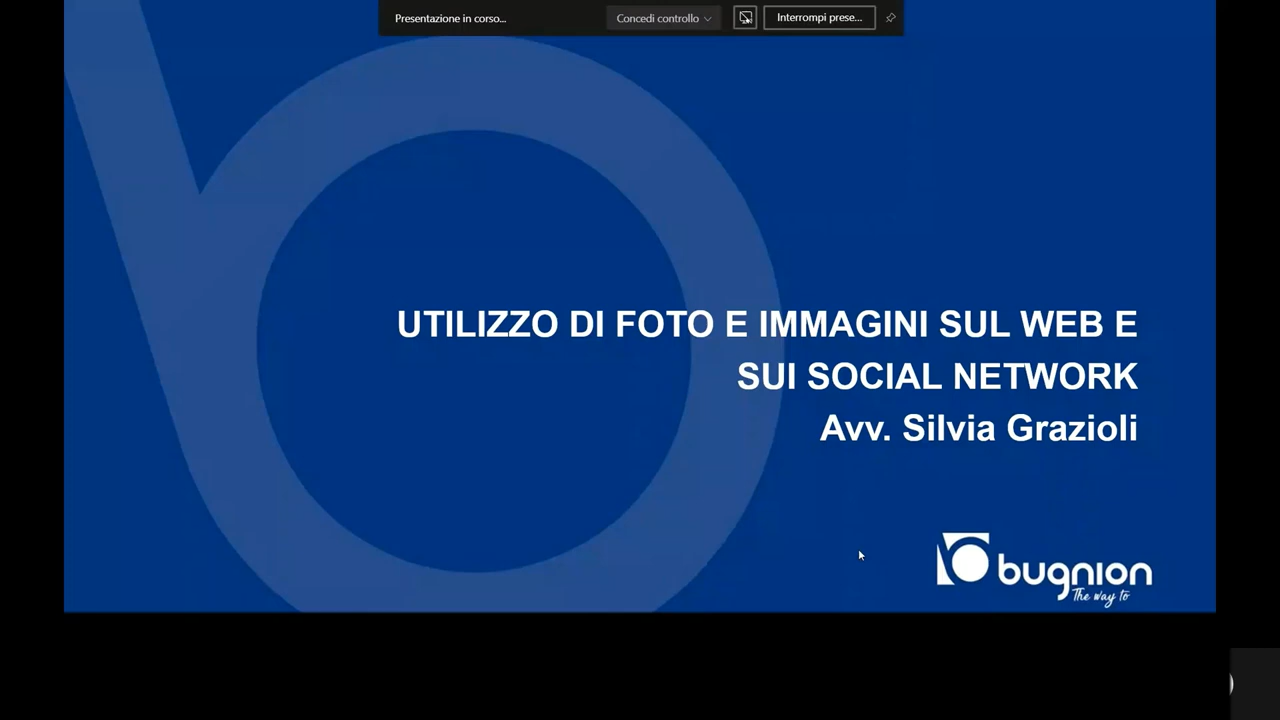 Presentazione in corso...
Concedi controllo
Interrompi prese...
UTILIZZO DI FOTO E IMMAGINI SUL WEB E
SUI SOCIAL NETWORK
Avv. Silvia Grazioli
bugnion
The way to